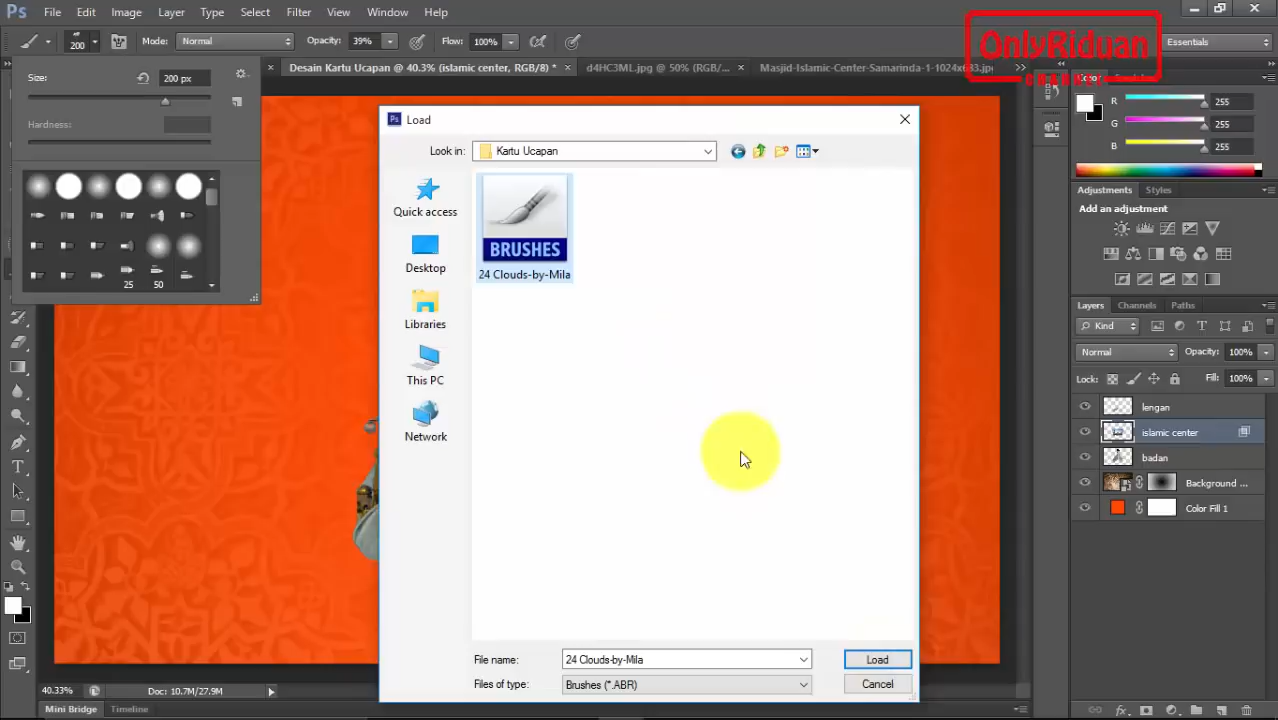 Ps File Edit Image Layer Type Select Filter View Window Help
200 Mode: Normal Opacity: 39% Flow: 100% Essentials
OnlyRiduan
CHANNEL
Desain Kartu Ucapan @ 40.3% (islamic center, RGB/8) * × d4HC3ML.jpg @ 50% (RGB/... × Masjid-Islamic-Center-Samarinda-1-1024x633.jpg
Size: 200 px
Hardness:
25 50
Load
Look in: Kartu Ucapan
Quick access
Desktop
Libraries
This PC
Network
BRUSHES
24 Clouds-by-Mila
File name: 24 Clouds-by-Mila Load
Files of type: Brushes (*.ABR) Cancel
Color
R 255
G 255
B 255
Adjustments Styles
Add an adjustment
Layers Channels Paths
Kind
Normal Opacity: 100%
Lock: Fill: 100%
lengan
islamic center
badan
Background ...
Color Fill 1
40.33% Doc: 10.7M/27.9M
Mini Bridge Timeline